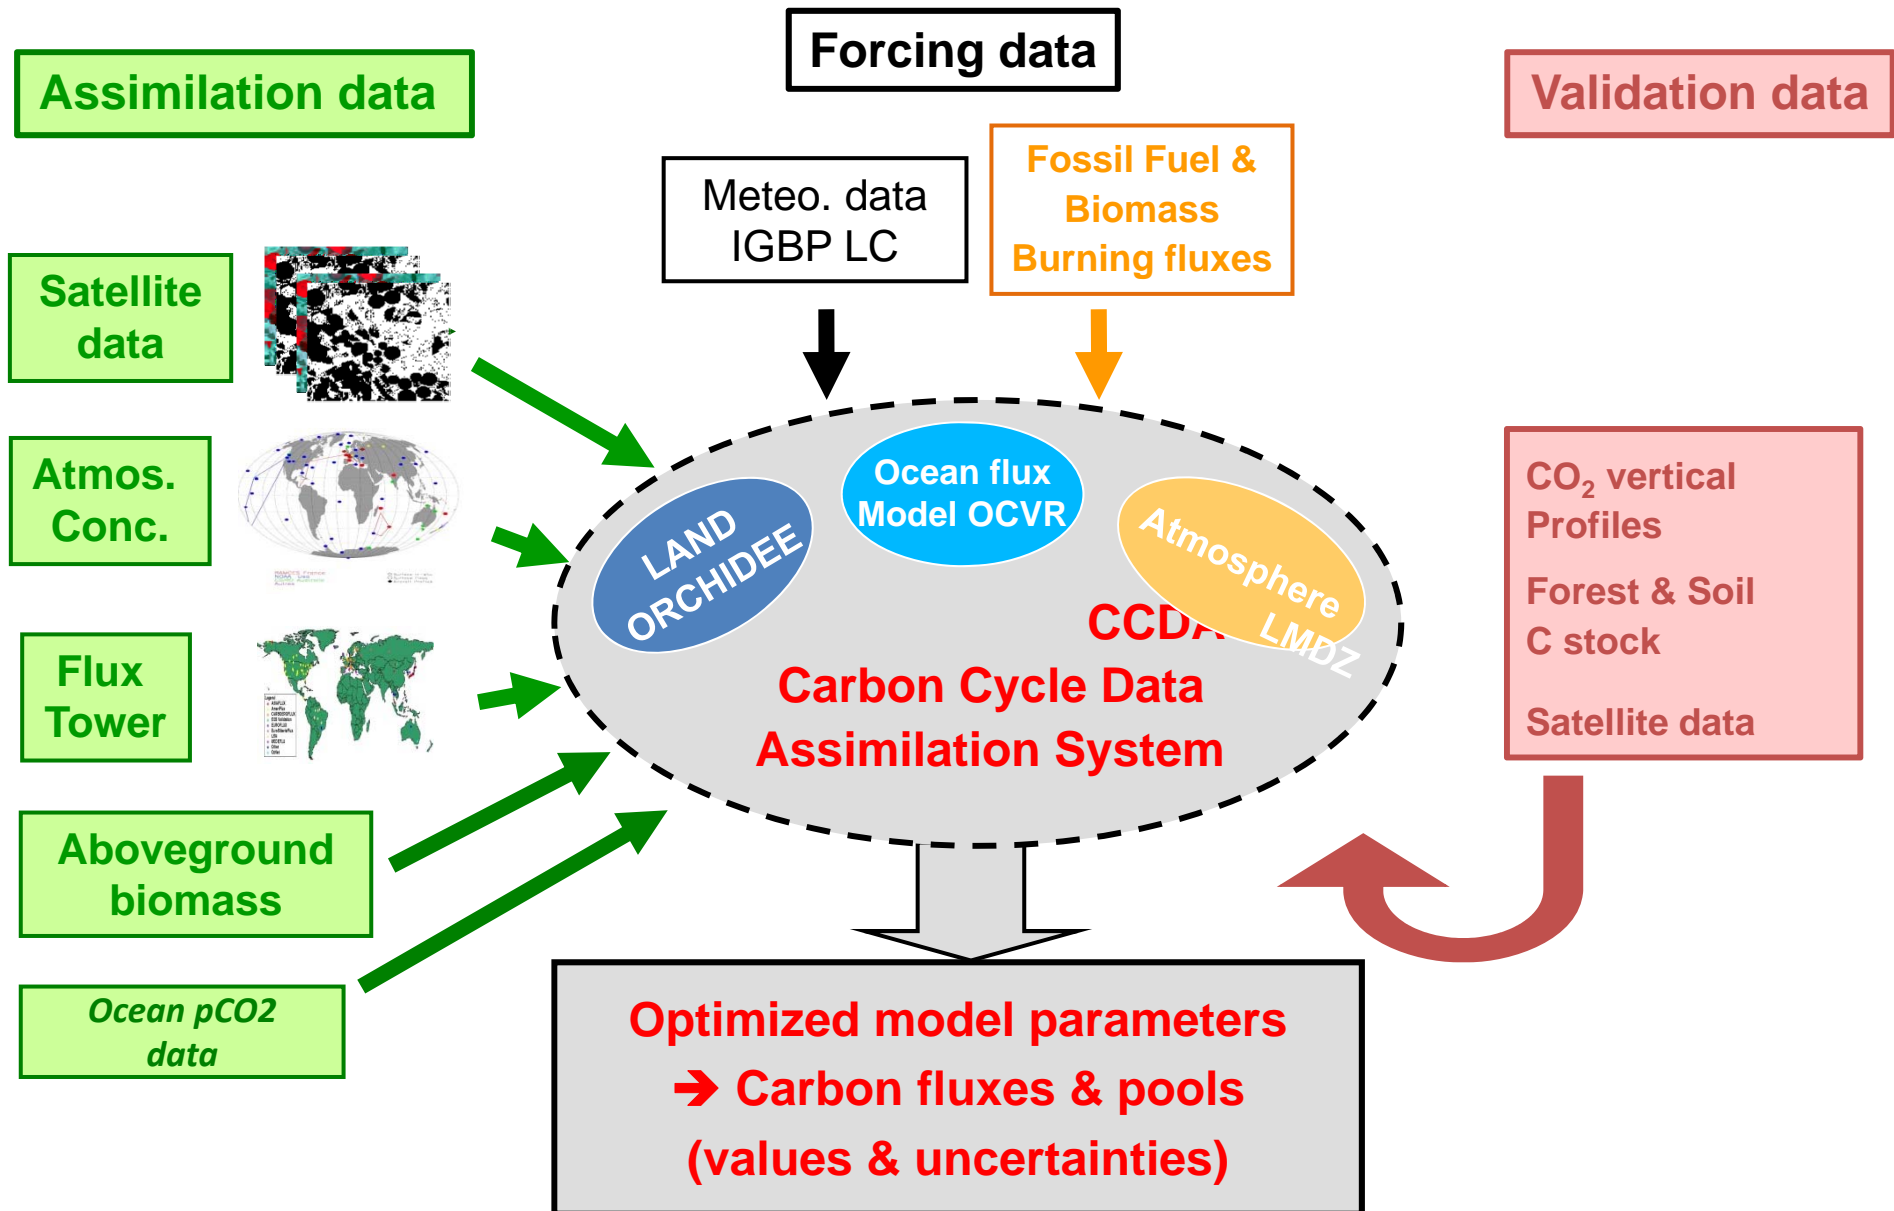 Forcing data
Assimilation data
Validation data
Meteo. data
IGBP LC
Fossil Fuel &
Biomass
Burning fluxes
Satellite
data
Atmos.
Conc.
Flux
Tower
Aboveground
biomass
Ocean pCO2
data
LAND
ORCHIDEE
Ocean flux
Model OCVR
Atmosphere
LMDZ
CCDA
Carbon Cycle Data
Assimilation System
CO₂ vertical
Profiles
Forest & Soil
C stock
Satellite data
Optimized model parameters
➔ Carbon fluxes & pools
(values & uncertainties)